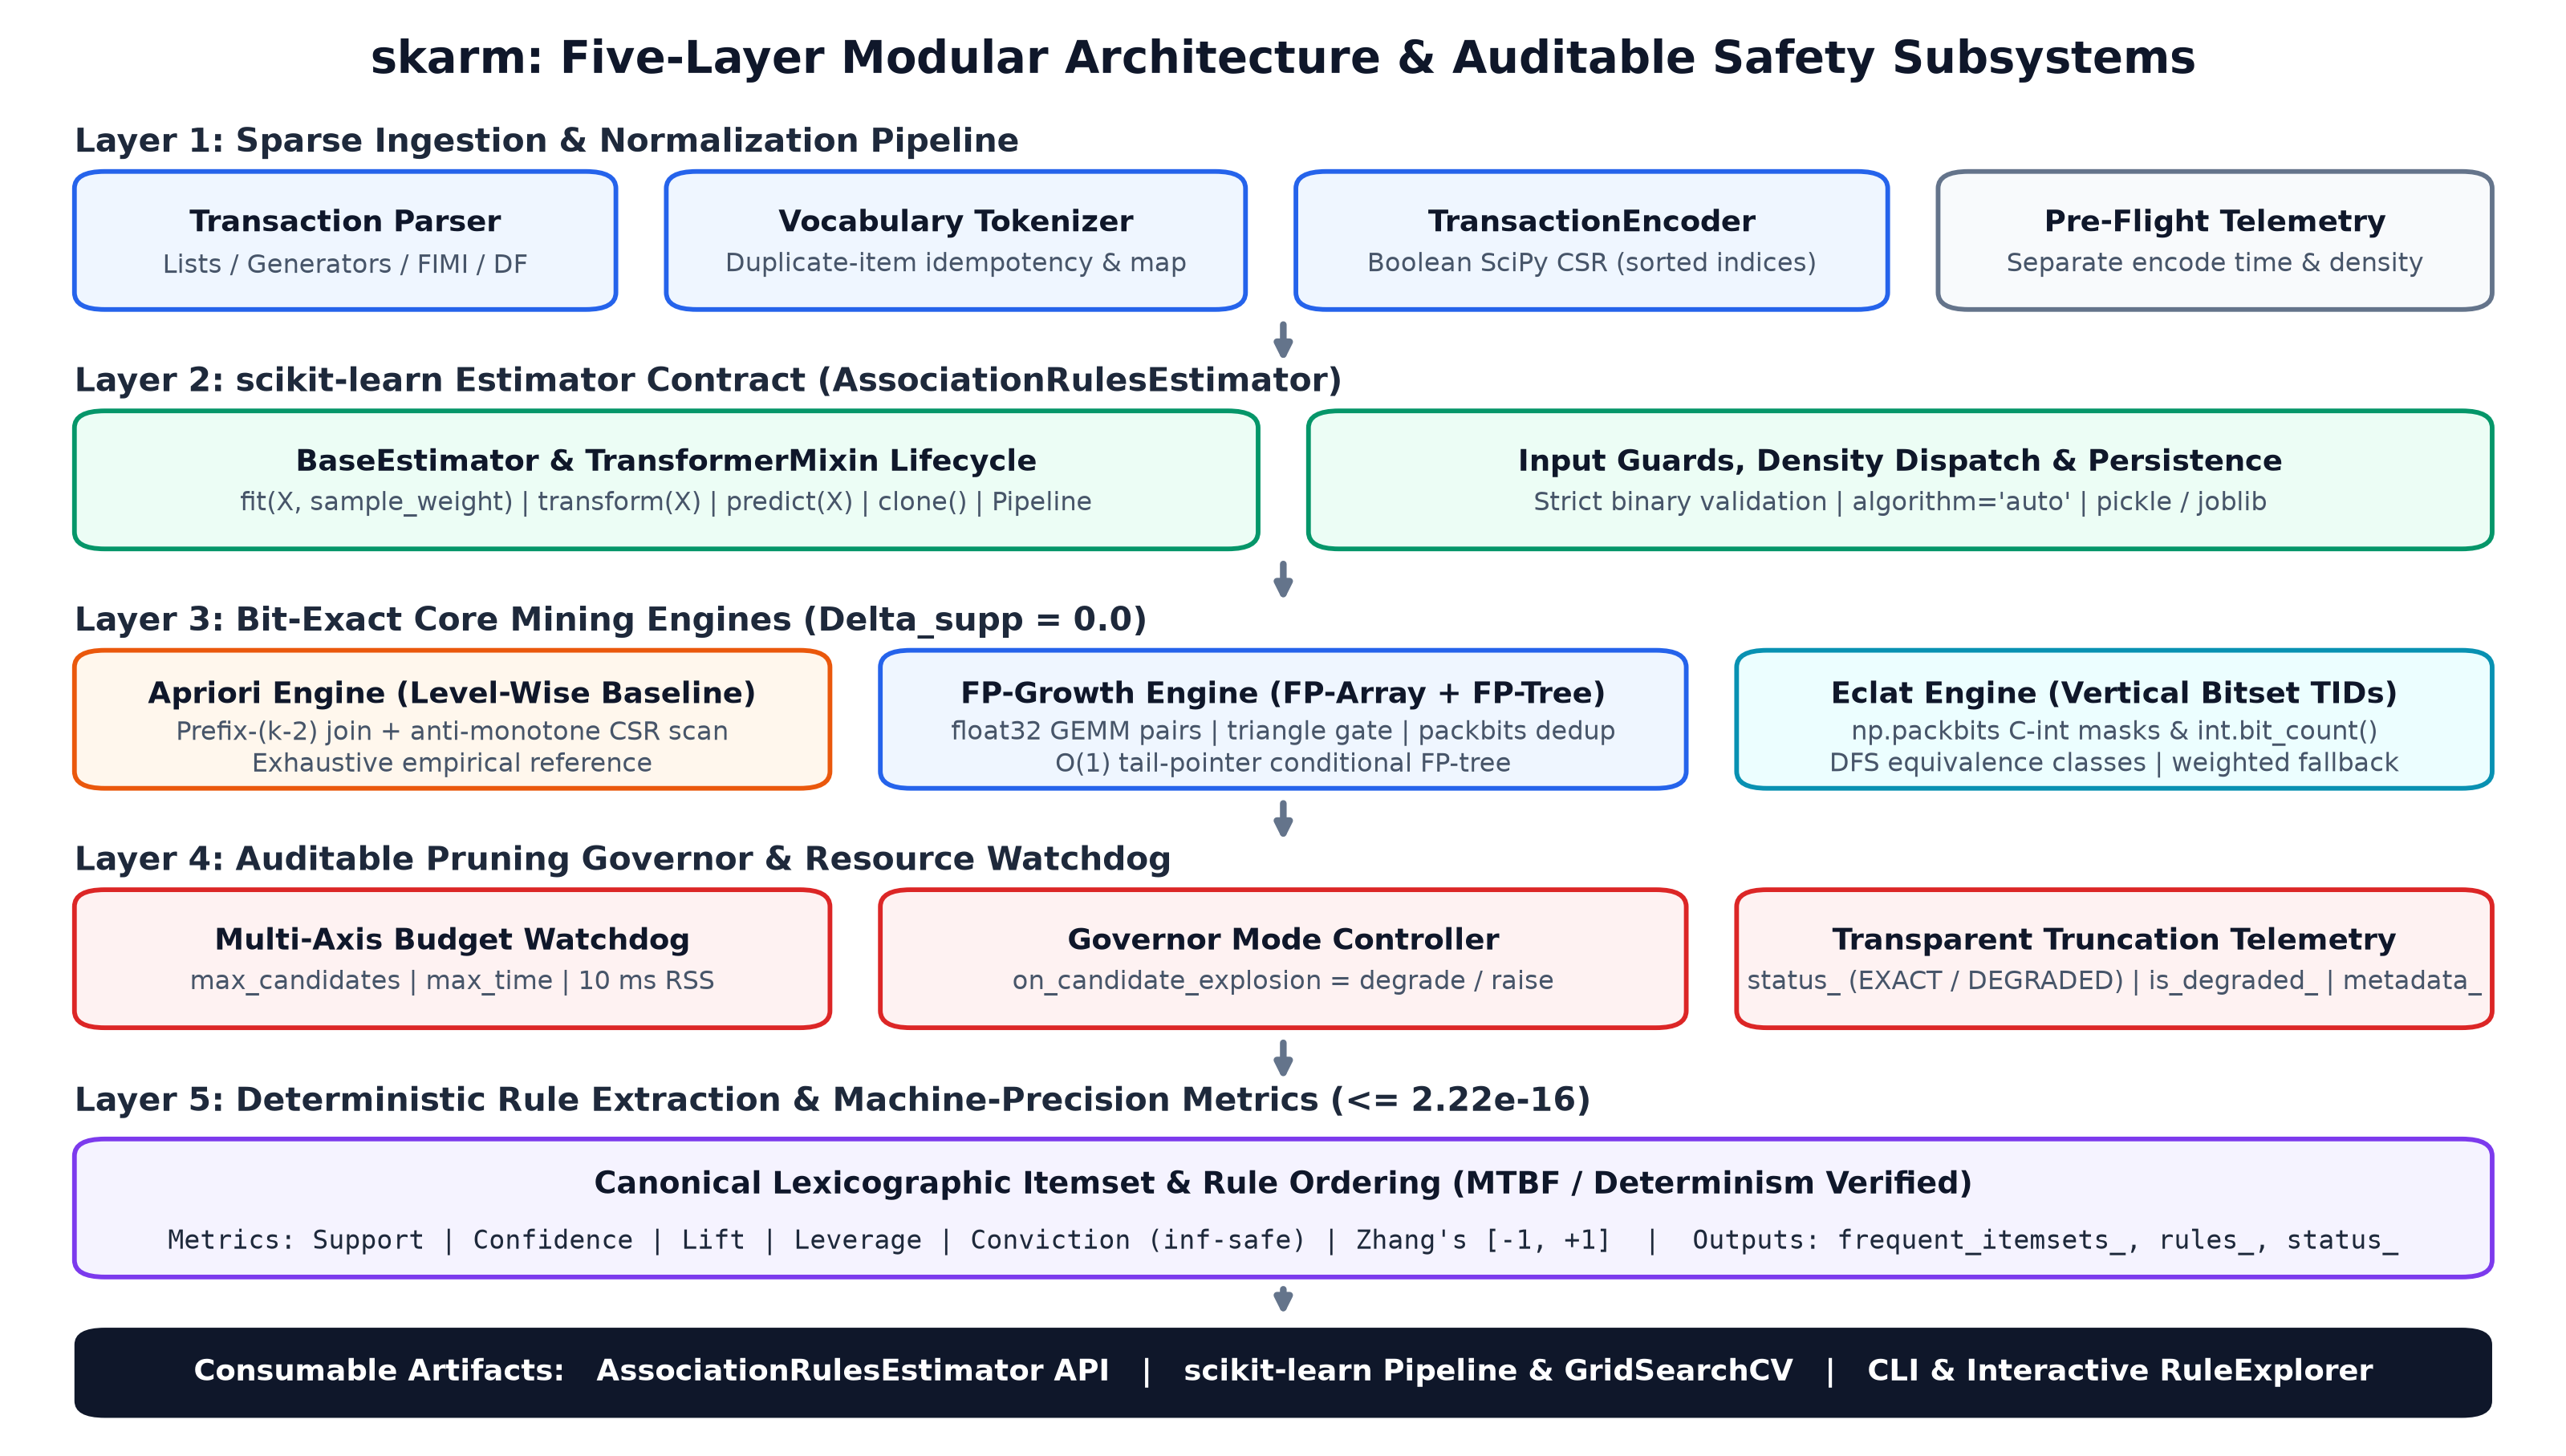 skarm: Five-Layer Modular Architecture & Auditable Safety Subsystems
Layer 1: Sparse Ingestion & Normalization Pipeline
Transaction Parser
Lists / Generators / FIMI / DF
Vocabulary Tokenizer
Duplicate-item idempotency & map
TransactionEncoder
Boolean SciPy CSR (sorted indices)
Pre-Flight Telemetry
Separate encode time & density
Layer 2: scikit-learn Estimator Contract (AssociationRulesEstimator)
BaseEstimator & TransformerMixin Lifecycle
fit(X, sample_weight) | transform(X) | predict(X) | clone() | Pipeline
Input Guards, Density Dispatch & Persistence
Strict binary validation | algorithm='auto' | pickle / joblib
Layer 3: Bit-Exact Core Mining Engines (Delta_supp = 0.0)
Apriori Engine (Level-Wise Baseline)
Prefix-(k-2) join + anti-monotone CSR scan
Exhaustive empirical reference
FP-Growth Engine (FP-Array + FP-Tree)
float32 GEMM pairs | triangle gate | packbits dedup
O(1) tail-pointer conditional FP-tree
Eclat Engine (Vertical Bitset TIDs)
np.packbits C-int masks & int.bit_count()
DFS equivalence classes | weighted fallback
Layer 4: Auditable Pruning Governor & Resource Watchdog
Multi-Axis Budget Watchdog
max_candidates | max_time | 10 ms RSS
Governor Mode Controller
on_candidate_explosion = degrade / raise
Transparent Truncation Telemetry
status_ (EXACT / DEGRADED) | is_degraded_ | metadata_
Layer 5: Deterministic Rule Extraction & Machine-Precision Metrics (<= 2.22e-16)
Canonical Lexicographic Itemset & Rule Ordering (MTBF / Determinism Verified)
Metrics: Support | Confidence | Lift | Leverage | Conviction (inf-safe) | Zhang's [-1, +1]  |  Outputs: frequent_itemsets_, rules_, status_
Consumable Artifacts:   AssociationRulesEstimator API   |   scikit-learn Pipeline & GridSearchCV   |   CLI & Interactive RuleExplorer